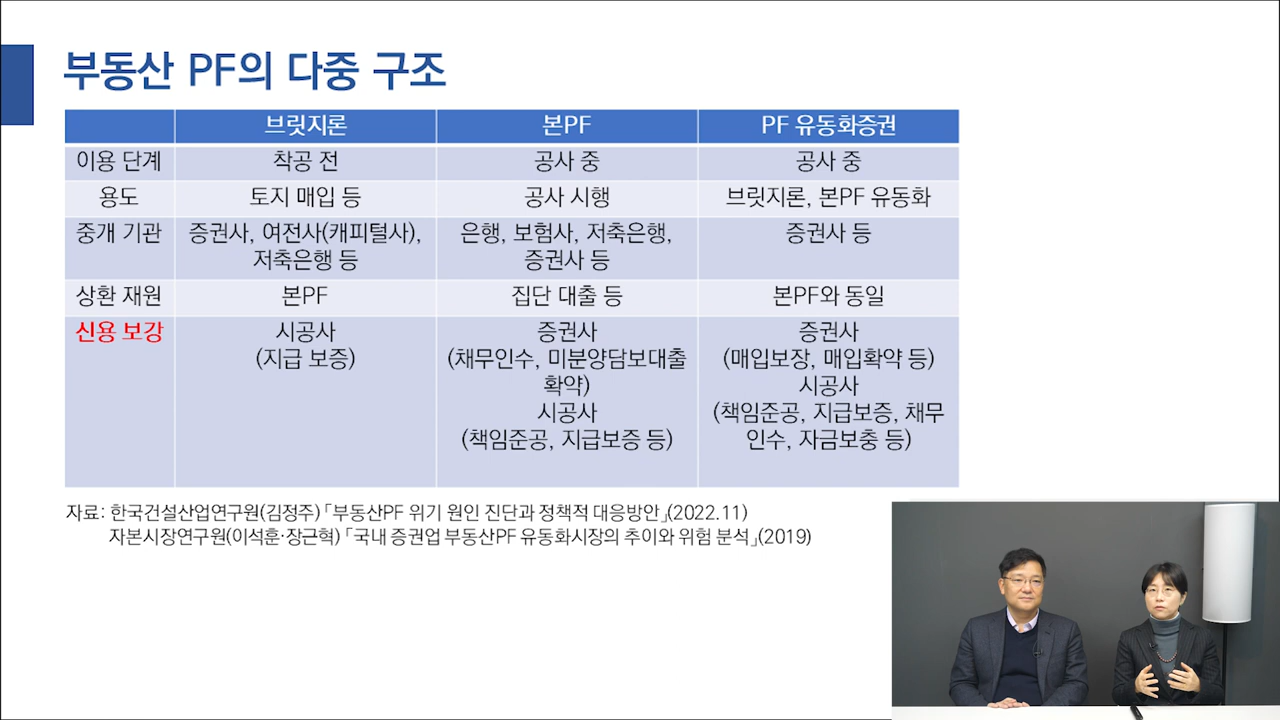 부동산 PF의 다중 구조
브릿지론 본PF PF 유동화증권
이용 단계 착공 전 공사 중 공사 중
용도 토지 매입 등 공사 시행 브릿지론, 본PF 유동화
중개 기관 증권사, 여전사(캐피털사), 은행, 보험사, 저축은행, 증권사 등
저축은행 등 증권사 등
상환 재원 본PF 집단 대출 등 본PF와 동일
신용 보강 시공사 증권사 증권사
(지급 보증) (채무인수, 미분양담보대출 (매입보장, 매입확약 등)
확약) 시공사
시공사 (책임준공, 지급보증, 채무
(책임준공, 지급보증 등) 인수, 자금보충 등)
자료: 한국건설산업연구원(김정주)「부동산PF 위기 원인 진단과 정책적 대응방안」(2022.11)
자본시장연구원(이석훈·장근혁)「국내 증권업 부동산PF 유동화시장의 추이와 위험 분석」(2019)